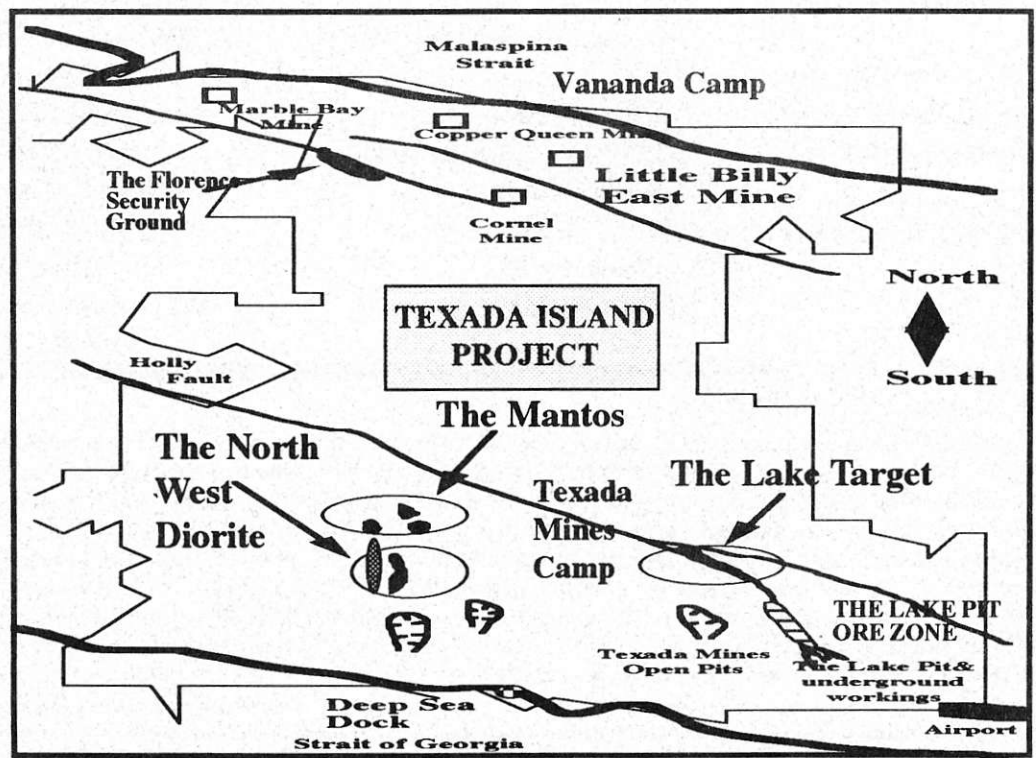 Malaspina
Strait
Vananda Camp
Marble Bay
Mine
Copper Queen
Little Billy
East Mine
The Florence
Security
Ground
Cornel
Mine
North
South
TEXADA ISLAND
PROJECT
Holly
Fault
The Mantos
The North
West
Diorite
Texada
Mines
Camp
The Lake Target
THE LAKE PIT
ORE ZONE
Texada Mines
Open Pits
The Lake Pit&
underground
workings
Deep Sea
Dock
Strait of Georgia
Airport